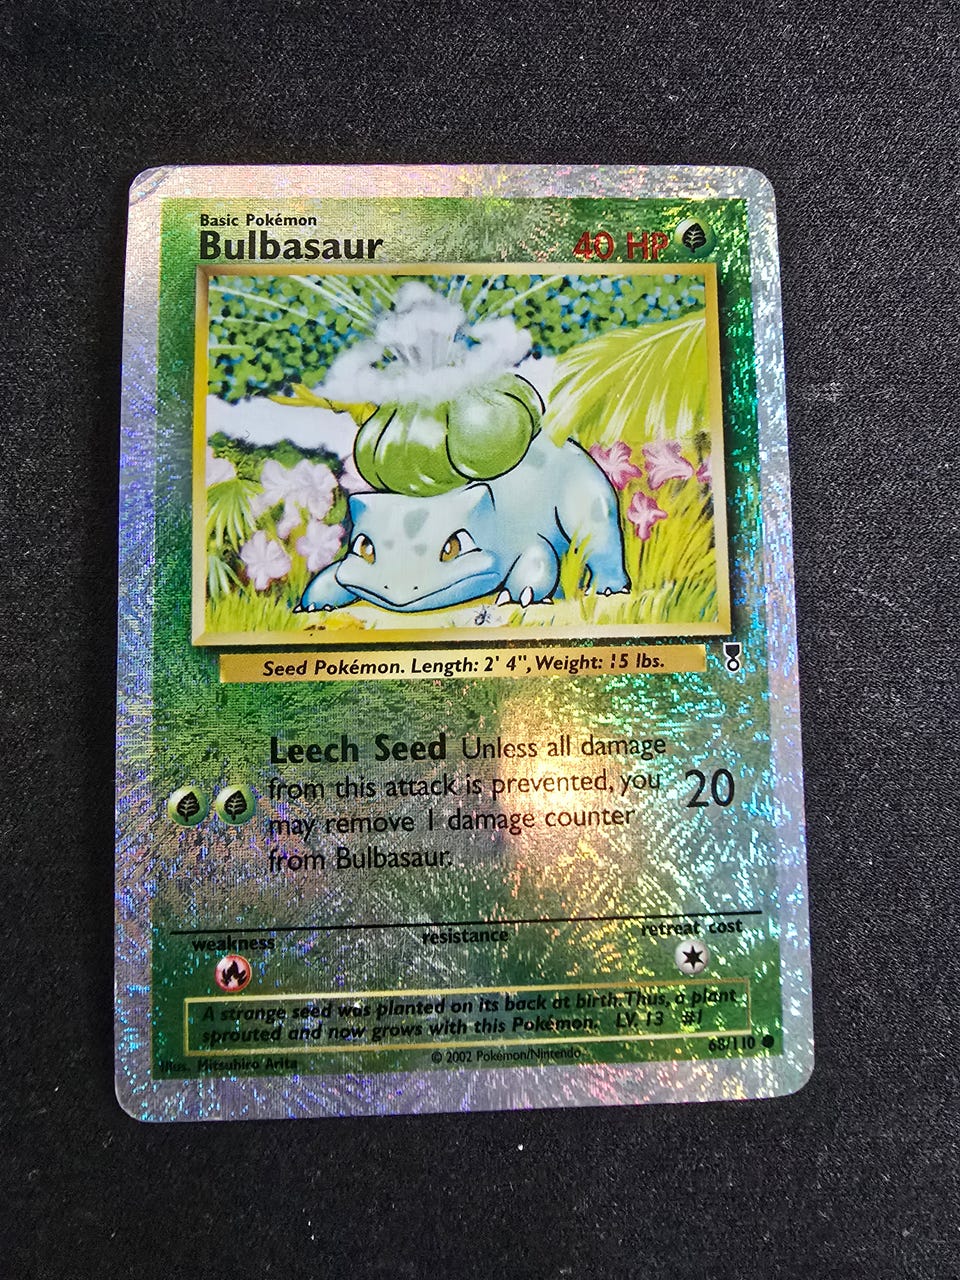 Basic Pokémon
Bulbasaur
40 HP
Seed Pokémon. Length: 2' 4", Weight: 15 lbs.
Leech Seed Unless all damage
from this attack is prevented, you
may remove 1 damage counter
from Bulbasaur.
20
weakness
resistance
retreat cost
A strange seed was planted on its back at birth. Thus, a plant
sprouted and now grows with this Pokémon. LV. 13 #1
Illus. Mitsuhiro Arita
© 2002 Pokémon/Nintendo
68/110